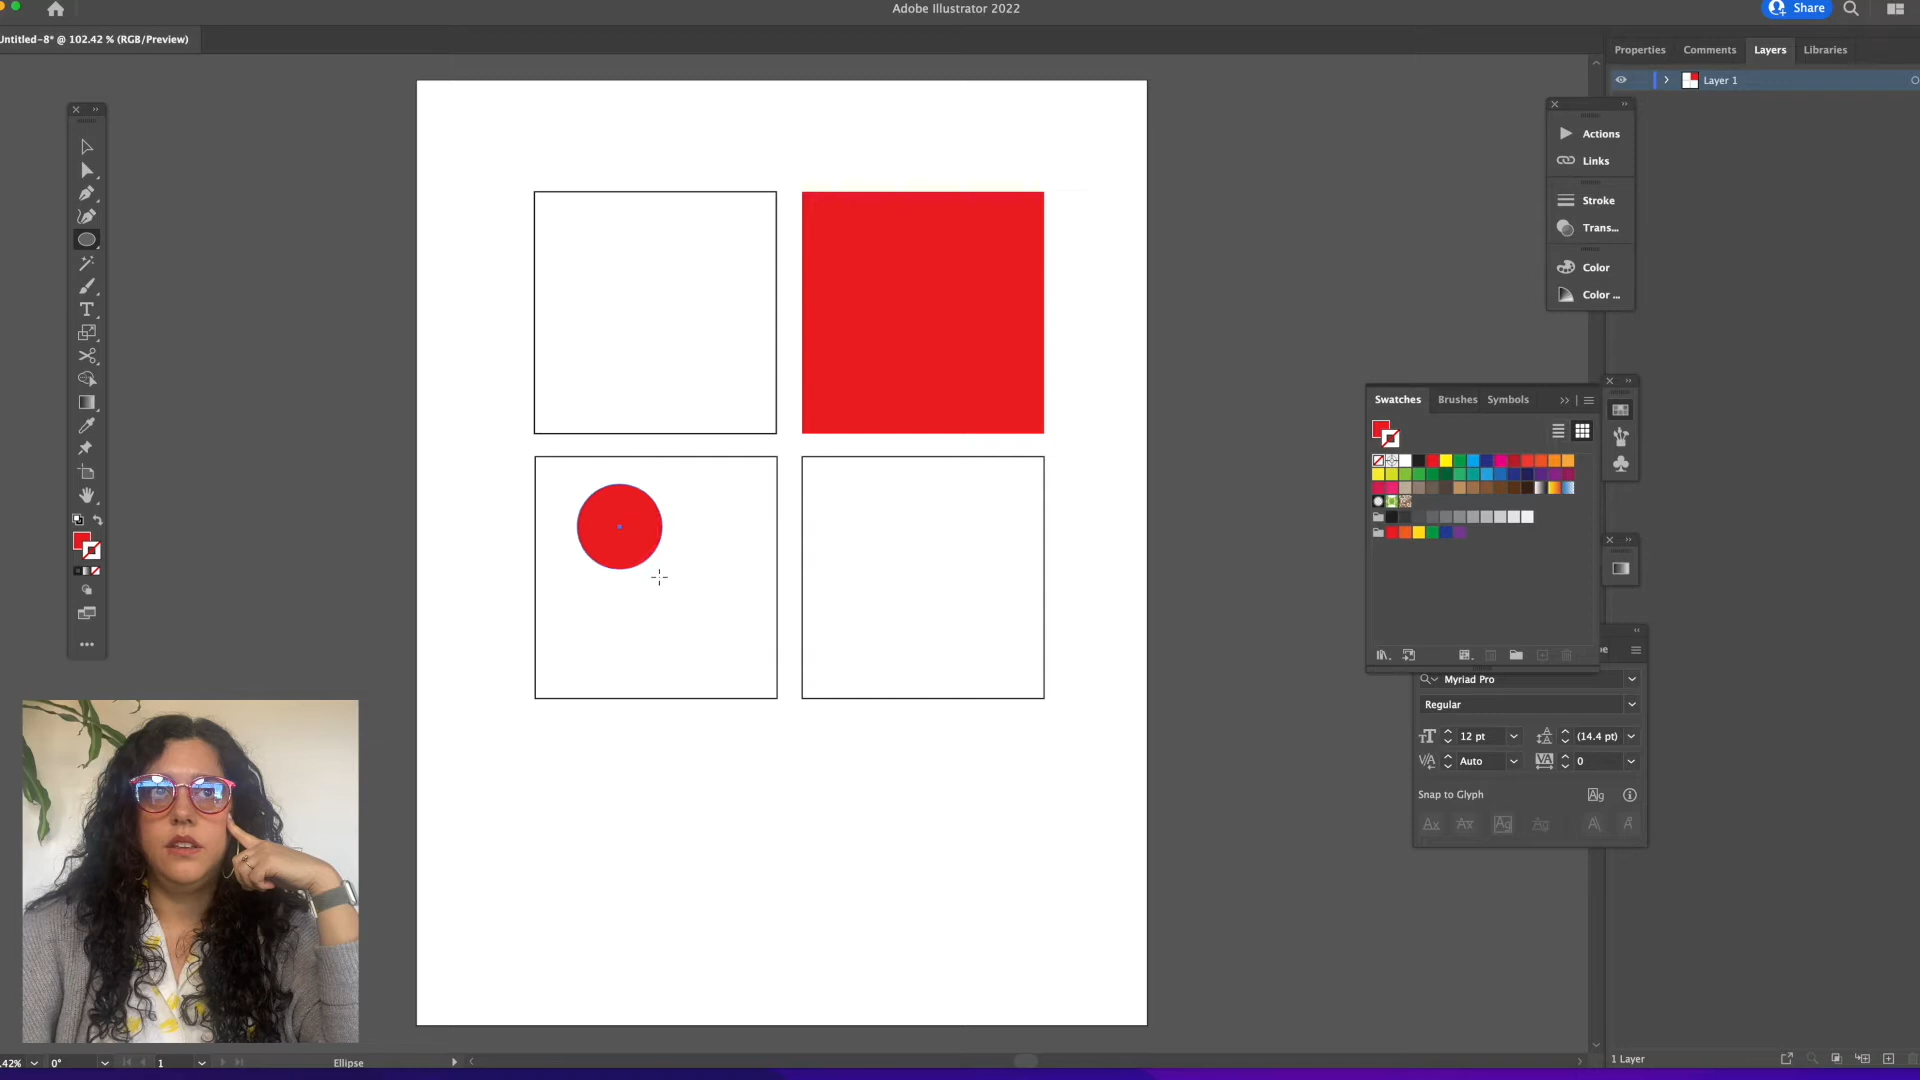 Adobe Illustrator 2022
Share
Untitled-8* @ 102.42 % (RGB/Preview)
Properties
Comments
Layers
Libraries
Layer 1
Actions
Links
Stroke
Trans...
Color
Color ...
Swatches
Brushes
Symbols
Myriad Pro
Regular
12 pt
(14.4 pt)
Auto
0
Snap to Glyph
.42%
0°
1
Ellipse
1 Layer